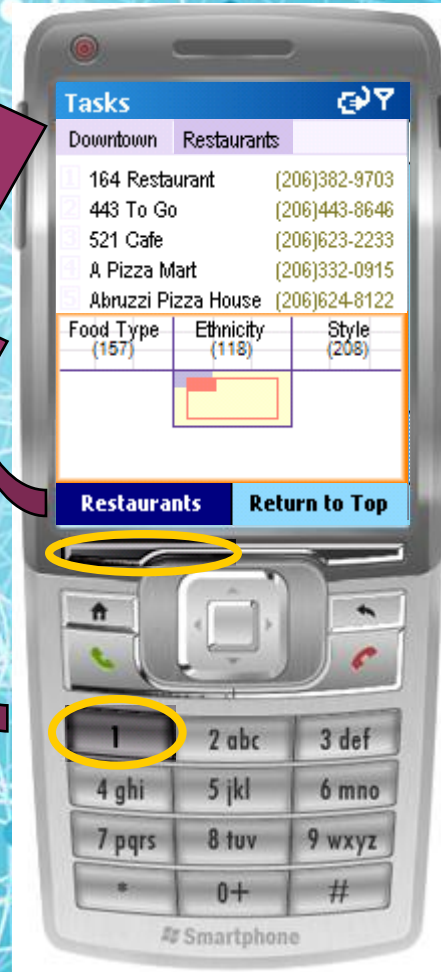 Tasks
Downtown Restaurants
1 164 Restaurant (206)382-9703
2 443 To Go (206)443-8646
3 521 Cafe (206)623-2233
4 A Pizza Mart (206)332-0915
5 Abruzzi Pizza House (206)624-8122
Food Type Ethnicity Style
(157) (118) (208)
Restaurants Return to Top
1 2 abc 3 def
4 ghi 5 jkl 6 mno
7 pqrs 8 tuv 9 wxyz
* 0+ #
Smartphone